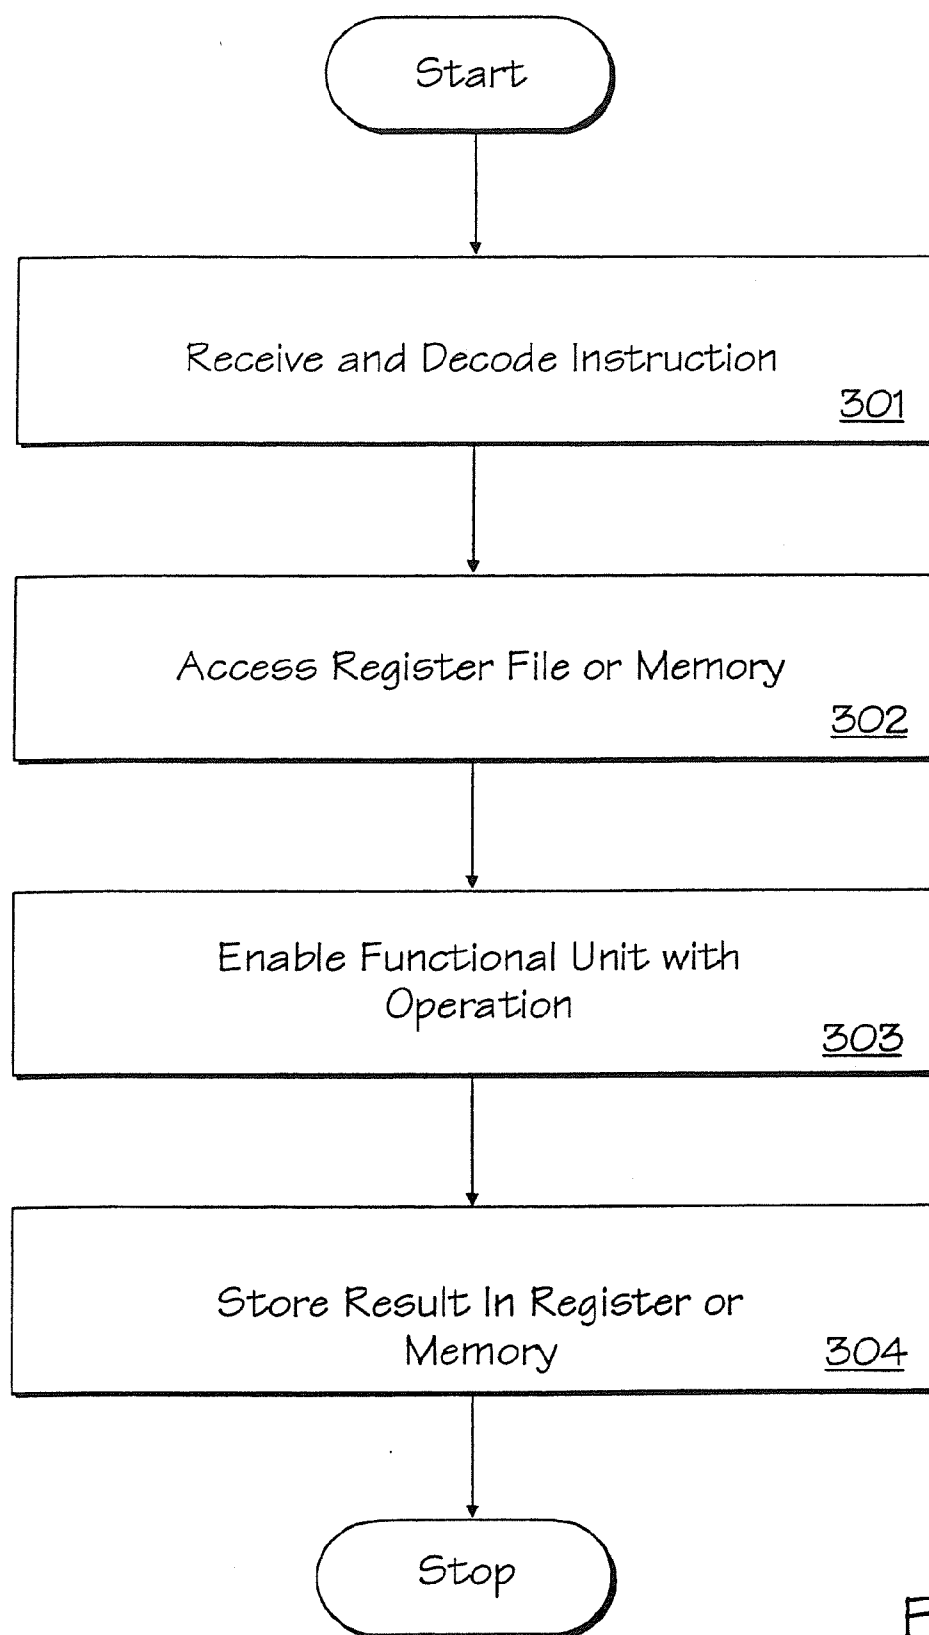 Start
Receive and Decode Instruction
301
Access Register File or Memory
302
Enable Functional Unit with
Operation
303
Store Result In Register or
Memory
304
Stop